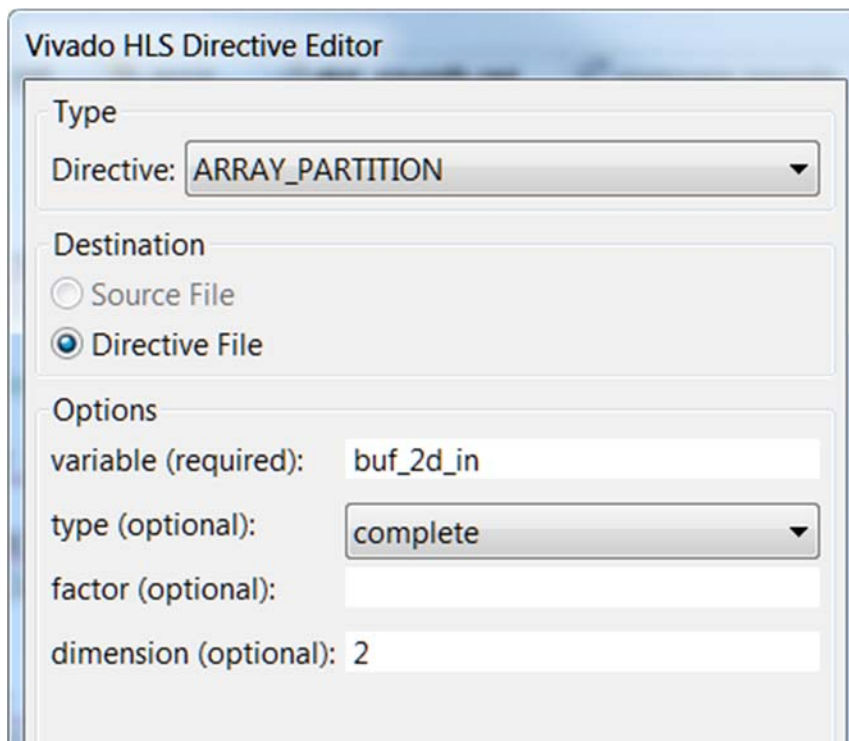 Vivado HLS Directive Editor
Type
Directive: ARRAY_PARTITION
Destination
Source File
Directive File
Options
variable (required): buf_2d_in
type (optional): complete
factor (optional):
dimension (optional): 2